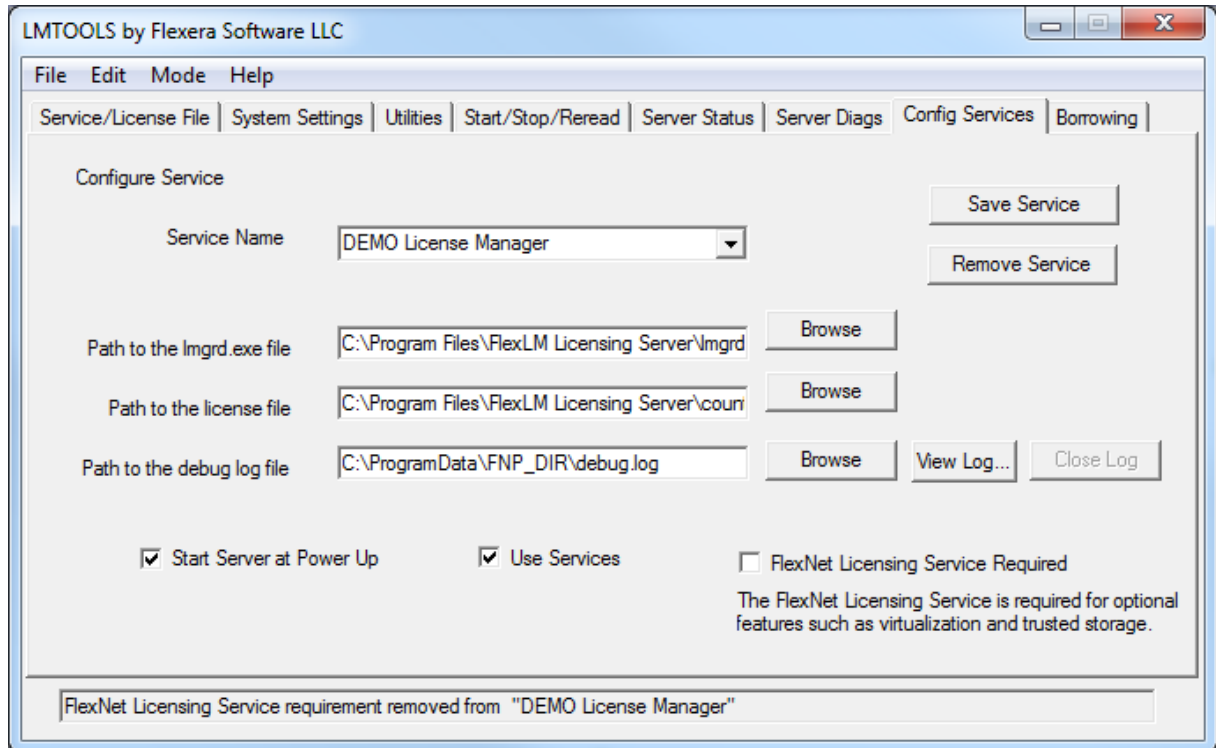 LMTOOLS by Flexera Software LLC
File Edit Mode Help
Service/License File System Settings Utilities Start/Stop/Reread Server Status Server Diags Config Services Borrowing
Configure Service
Save Service
Service Name DEMO License Manager
Remove Service
Path to the lmgrd.exe file C:\Program Files\FlexLM Licensing Server\lmgrd Browse
Path to the license file C:\Program Files\FlexLM Licensing Server\coun Browse
Path to the debug log file C:\ProgramData\FNP_DIR\debug.log Browse View Log... Close Log
Start Server at Power Up Use Services FlexNet Licensing Service Required
The FlexNet Licensing Service is required for optional
features such as virtualization and trusted storage.
FlexNet Licensing Service requirement removed from "DEMO License Manager"